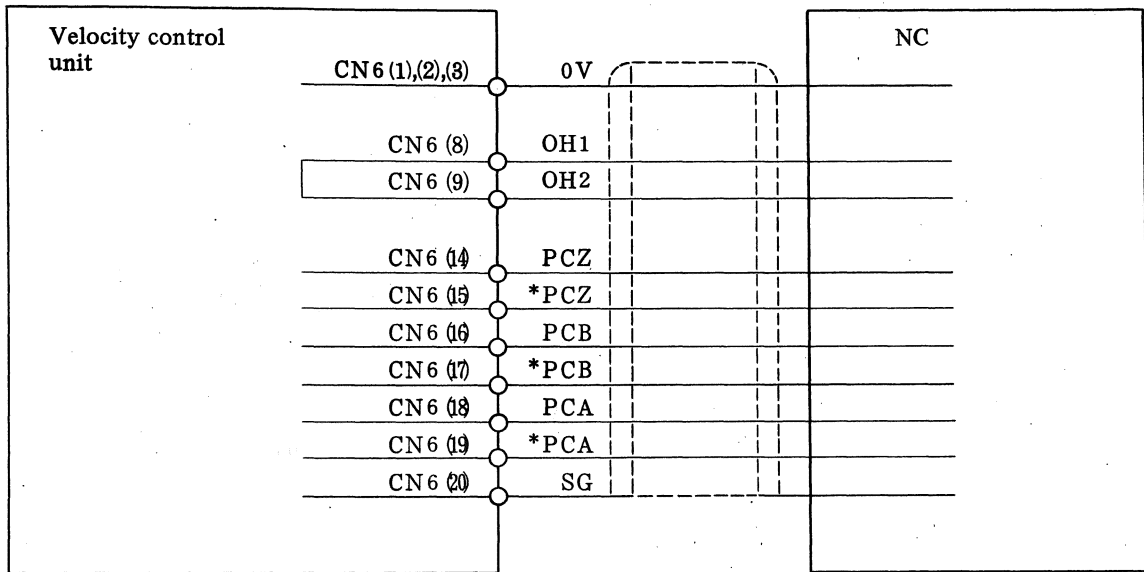 Velocity control
unit
NC
CN6 (1),(2),(3) 0V
CN6 (8) OH1
CN6 (9) OH2
CN6 (14) PCZ
CN6 (15) *PCZ
CN6 (16) PCB
CN6 (17) *PCB
CN6 (18) PCA
CN6 (19) *PCA
CN6 (20) SG